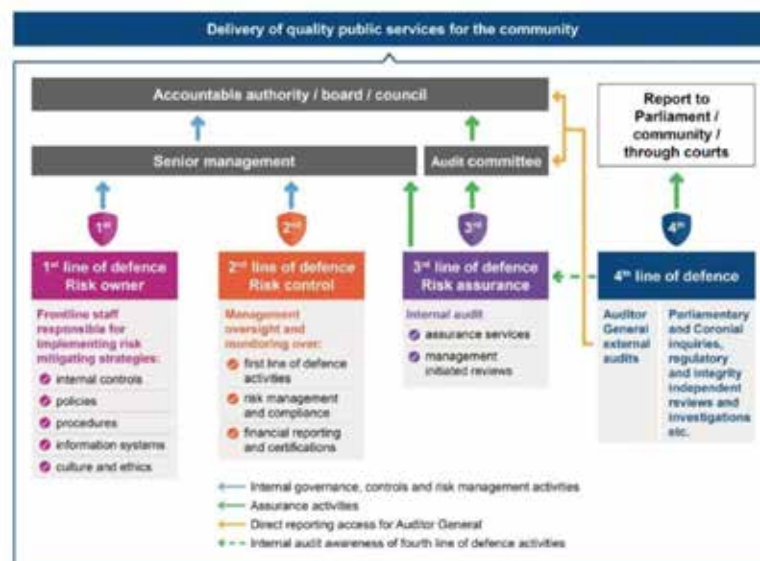 Delivery of quality public services for the community
Accountable authority / board / council
Report to
Parliament /
community /
through courts
Senior management
Audit committee
1st
2nd
3rd
4th
1st line of defence
Risk owner
2nd line of defence
Risk control
3rd line of defence
Risk assurance
4th line of defence
Frontline staff
responsible for
implementing risk
mitigating strategies:
internal controls
policies
procedures
information systems
culture and ethics
Management
oversight and
monitoring over:
first line of defence
activities
risk management
and compliance
financial reporting
and certifications
Internal audit
assurance services
management
initiated reviews
Auditor
General
external
audits
Parliamentary
and Coronial
inquiries,
regulatory
and integrity
independent
reviews and
investigations
etc.
Internal governance, controls and risk management activities
Assurance activities
Direct reporting access for Auditor General
Internal audit awareness of fourth line of defence activities